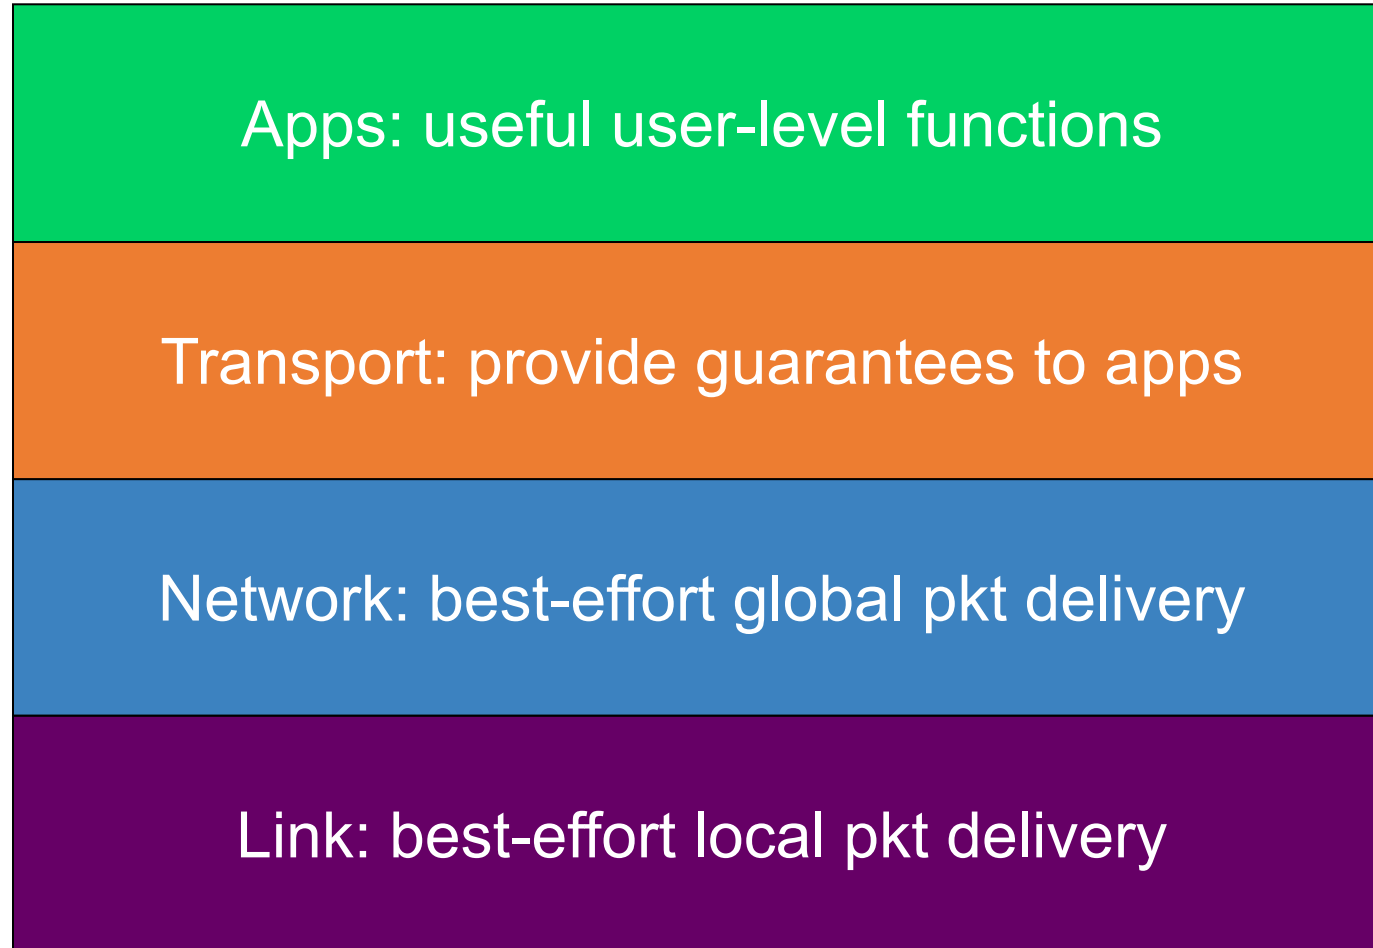 Apps: useful user-level functions
Transport: provide guarantees to apps
Network: best-effort global pkt delivery
Link: best-effort local pkt delivery